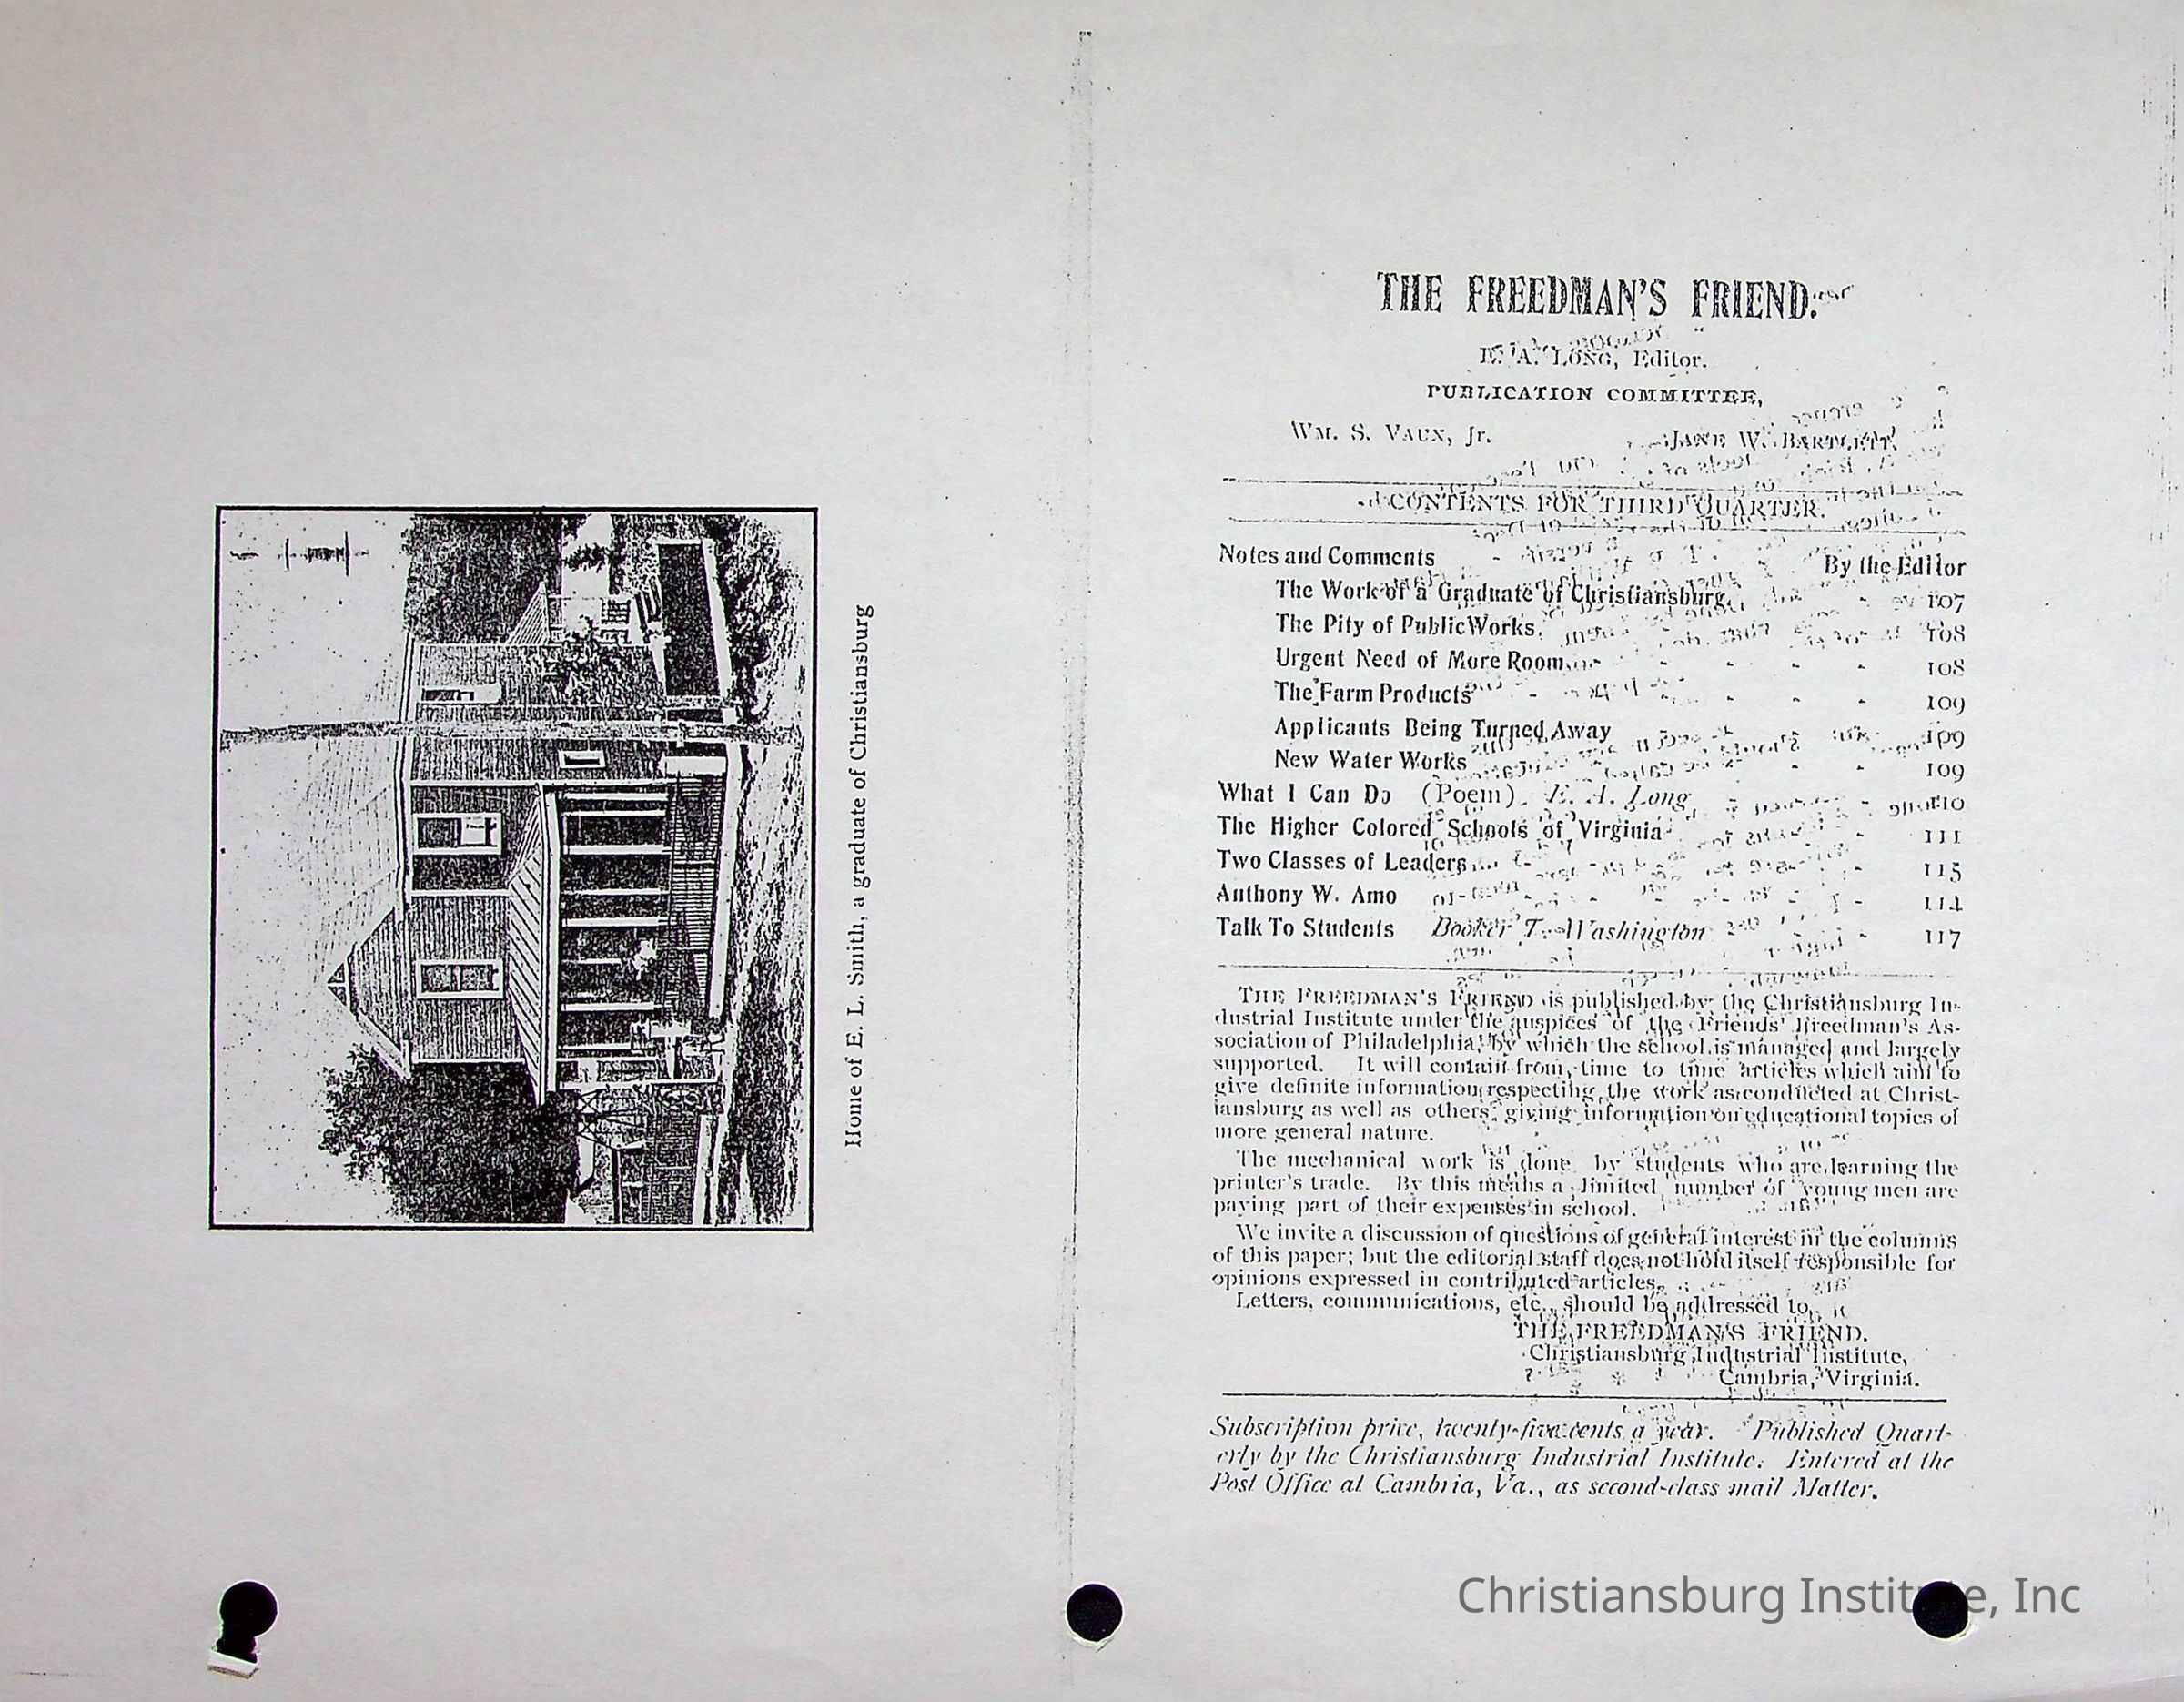 Home of E. L. Smith, a graduate of Christiansburg
THE FREEDMAN'S FRIEND.
E. A. LONG, Editor.
PUBLICATION COMMITTEE,
WM. S. VAUX, Jr. JANE W. BARTLETT.
CONTENTS FOR THIRD QUARTER.
Notes and Comments - By the Editor
The Work of a Graduate of Christiansburg - 107
The Pity of Public Works. 108
Urgent Need of More Room - - - - 108
The Farm Products - - - 109
Applicants Being Turned Away 109
New Water Works - - 109
What I Can Do (Poem) E. A. Long, - - 110
The Higher Colored Schools of Virginia - - 111
Two Classes of Leaders - 115
Anthony W. Amo - - 114
Talk To Students Booker T. Washington - 117
THE FREEDMAN'S FRIEND is published by the Christiansburg In-
dustrial Institute under the auspices of the Friends' Freedman's As-
sociation of Philadelphia, by which the school is managed and largely
supported. It will contain from time to time articles which aim to
give definite information respecting the work as conducted at Christ-
iansburg as well as others giving information on educational topics of
more general nature.
The mechanical work is done by students who are learning the
printer's trade. By this means a limited number of young men are
paying part of their expenses in school.
We invite a discussion of questions of general interest in the columns
of this paper; but the editorial staff does not hold itself responsible for
opinions expressed in contributed articles.
Letters, communications, etc., should be addressed to
THE FREEDMAN'S FRIEND.
Christiansburg Industrial Institute,
Cambria, Virginia.
Subscription price, twenty-five cents a year. Published Quart-
erly by the Christiansburg Industrial Institute. Entered at the
Post Office at Cambria, Va., as second-class mail Matter.
Christiansburg Institute, Inc